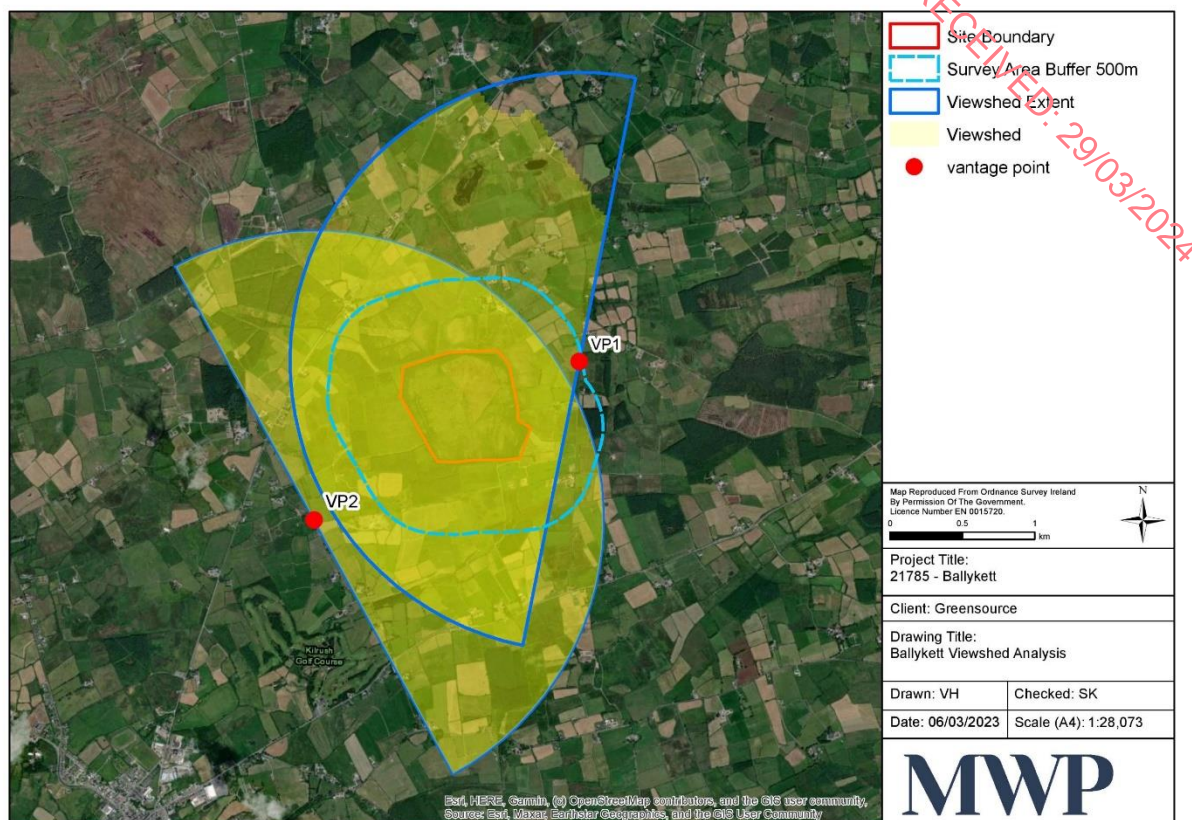 RECEIVED: 29/03/2024
Site Boundary
Survey Area Buffer 500m
Viewshed Extent
Viewshed
vantage point
VP1
VP2
Kilrush
Golf Course
Esri, HERE, Garmin, (c) OpenStreetMap contributors, and the GIS user community,
Source: Esri, Maxar, Earthstar Geographics, and the GIS User Community
Map Reproduced From Ordnance Survey Ireland
By Permission Of The Government.
Licence Number EN 0015720.
N
0 0.5 1
km
Project Title:
21785 - Ballykett
Client: Greensource
Drawing Title:
Ballykett Viewshed Analysis
Drawn: VH
Checked: SK
Date: 06/03/2023
Scale (A4): 1:28,073
MWP